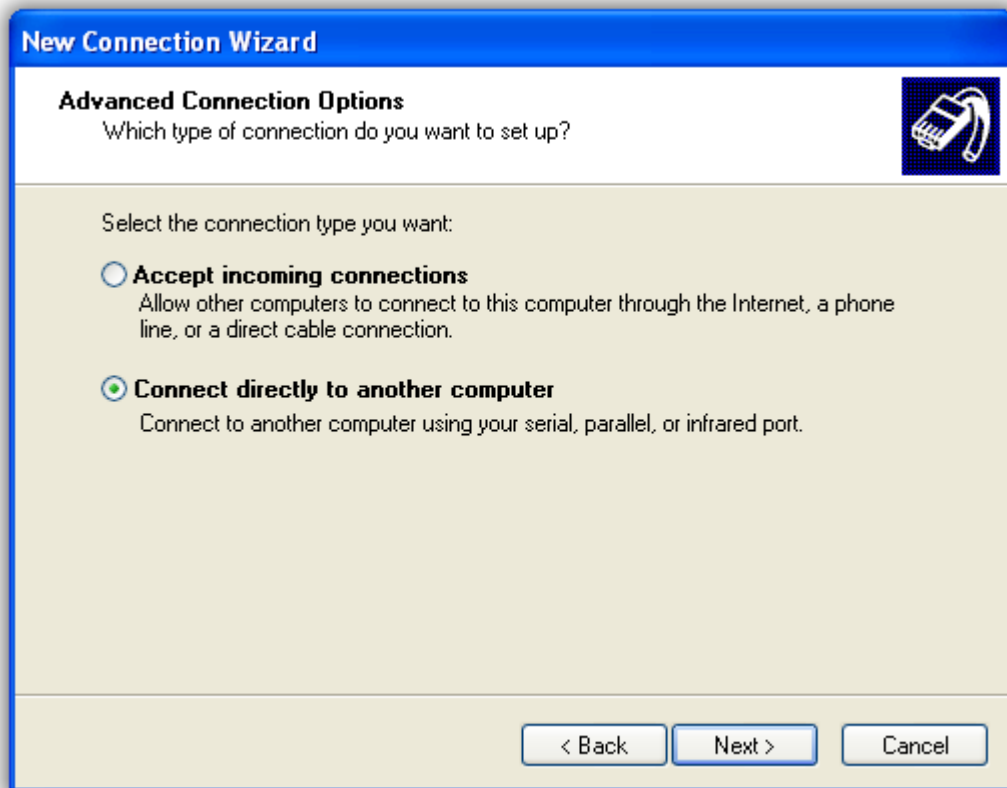 New Connection Wizard
Advanced Connection Options
Which type of connection do you want to set up?
Select the connection type you want:
Accept incoming connections
Allow other computers to connect to this computer through the Internet, a phone
line, or a direct cable connection.
Connect directly to another computer
Connect to another computer using your serial, parallel, or infrared port.
< Back Next > Cancel